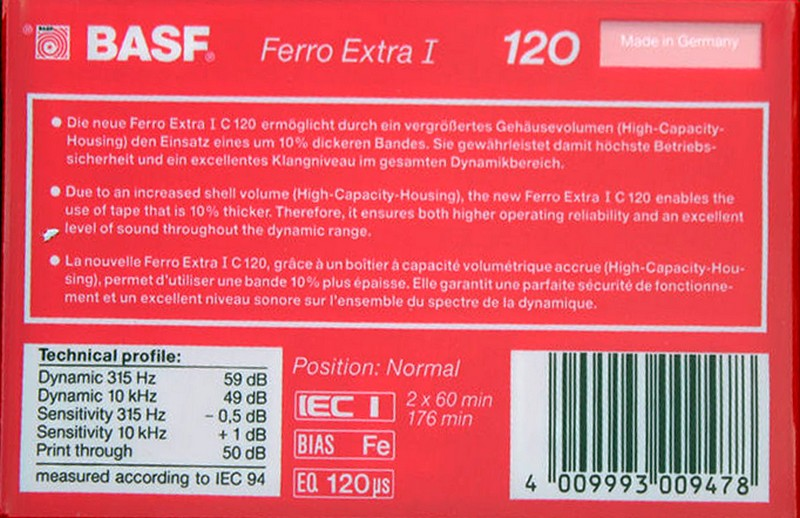 BASF Ferro Extra I 120 Made in Germany
● Die neue Ferro Extra I C 120 ermöglicht durch ein vergrößertes Gehäusevolumen (High-Capacity-
Housing) den Einsatz eines um 10% dickeren Bandes. Sie gewährleistet damit höchste Betriebs-
sicherheit und ein excellentes Klangniveau im gesamten Dynamikbereich.
● Due to an increased shell volume (High-Capacity-Housing), the new Ferro Extra I C 120 enables the
use of tape that is 10% thicker. Therefore, it ensures both higher operating reliability and an excellent
level of sound throughout the dynamic range.
● La nouvelle Ferro Extra I C 120, grâce à un boîtier à capacité volumétrique accrue (High-Capacity-Hou-
sing), permet d'utiliser une bande 10% plus épaisse. Elle garantit une parfaite sécurité de fonctionne-
ment et un excellent niveau sonore sur l'ensemble du spectre de la dynamique.
Technical profile:
Dynamic 315 Hz 59 dB
Dynamic 10 kHz 49 dB
Sensitivity 315 Hz – 0,5 dB
Sensitivity 10 kHz + 1 dB
Print through 50 dB
measured according to IEC 94
Position: Normal
IEC I 2 x 60 min
176 min
BIAS Fe
EQ 120 µs
4 009993 009478